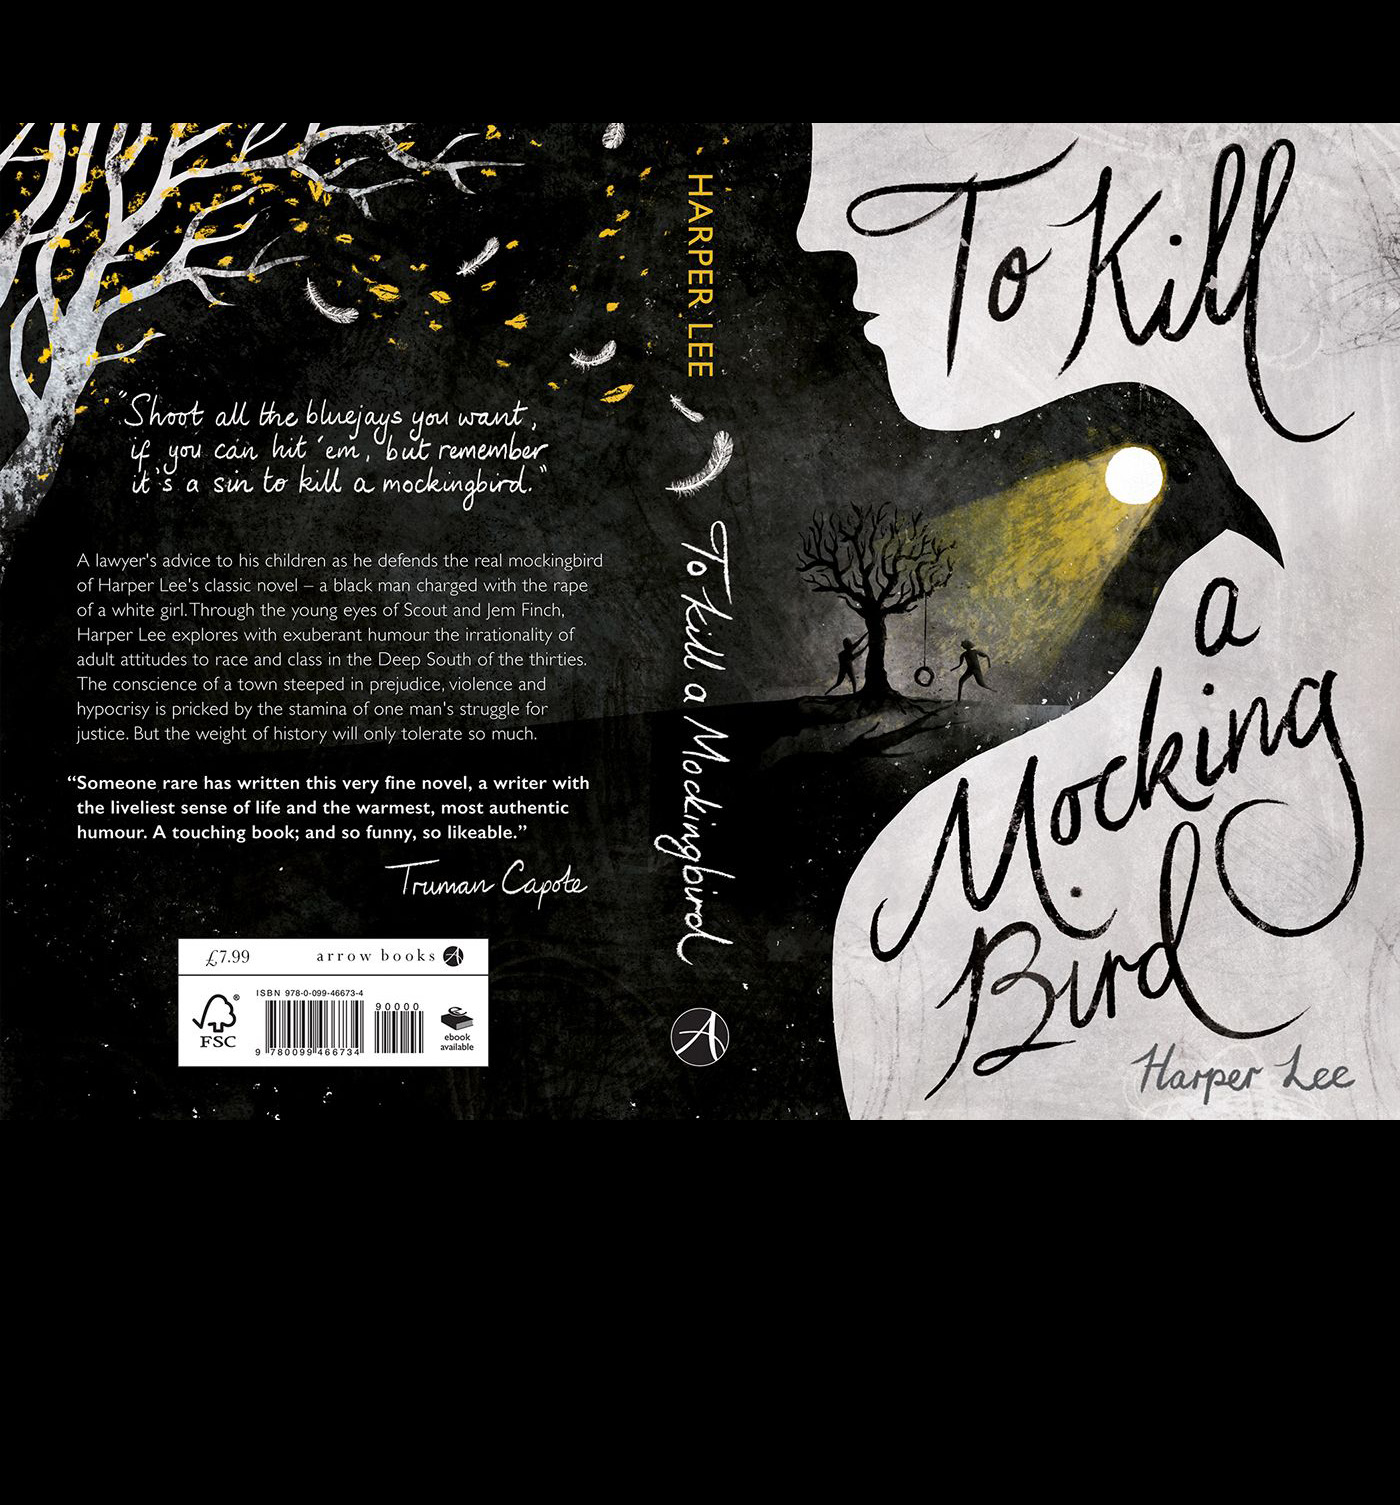 "Shoot all the bluejays you want,
if you can hit 'em, but remember
it's a sin to kill a mockingbird."
A lawyer's advice to his children as he defends the real mockingbird
of Harper Lee's classic novel – a black man charged with the rape
of a white girl. Through the young eyes of Scout and Jem Finch,
Harper Lee explores with exuberant humour the irrationality of
adult attitudes to race and class in the Deep South of the thirties.
The conscience of a town steeped in prejudice, violence and
hypocrisy is pricked by the stamina of one man's struggle for
justice. But the weight of history will only tolerate so much.
“Someone rare has written this very fine novel, a writer with
the liveliest sense of life and the warmest, most authentic
humour. A touching book; and so funny, so likeable.”
Truman Capote
£7.99 arrow books A
ISBN 978-0-099-46673-4
90000
FSC®
9 780099 466734
ebook
available
HARPER LEE
To Kill a Mockingbird
A
To Kill
a
Mocking
Bird
Harper Lee